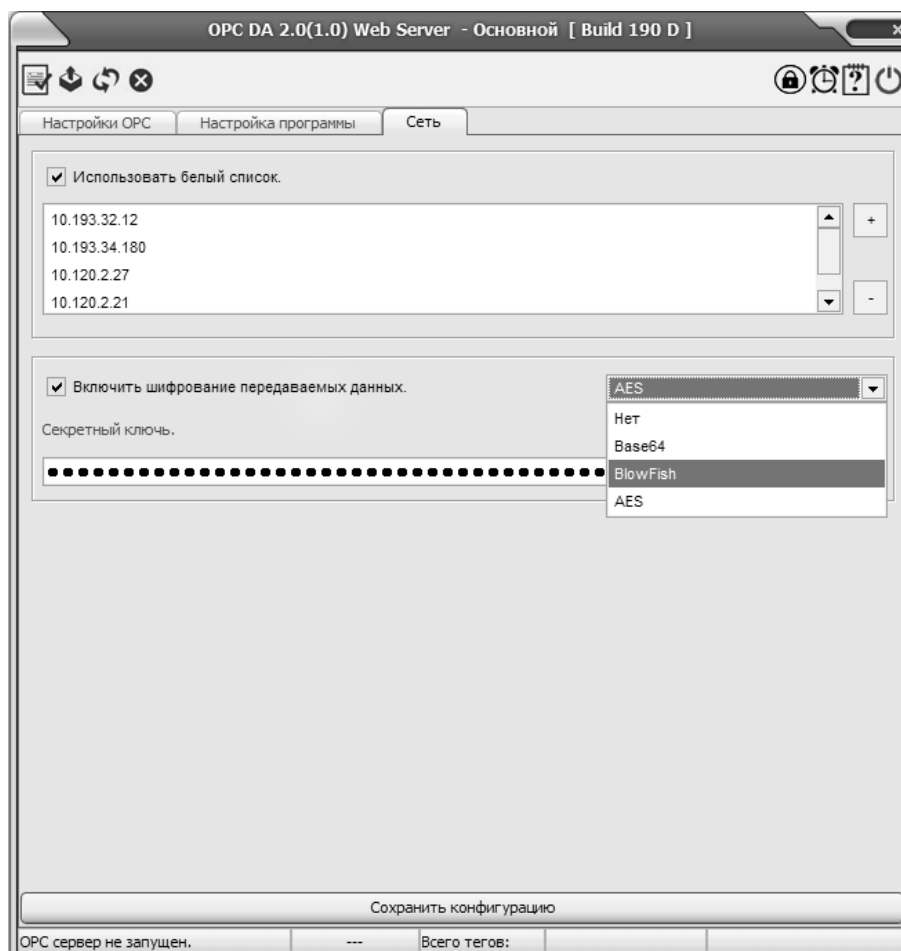 OPC DA 2.0(1.0) Web Server - Основной [ Build 190 D ]
Настройки OPC
Настройка программы
Сеть
Использовать белый список.
10.193.32.12
10.193.34.180
10.120.2.27
10.120.2.21
+
-
Включить шифрование передаваемых данных.
AES
Нет
Base64
BlowFish
AES
Секретный ключь.
Сохранить конфигурацию
OPC сервер не запущен.
---
Всего тегов: